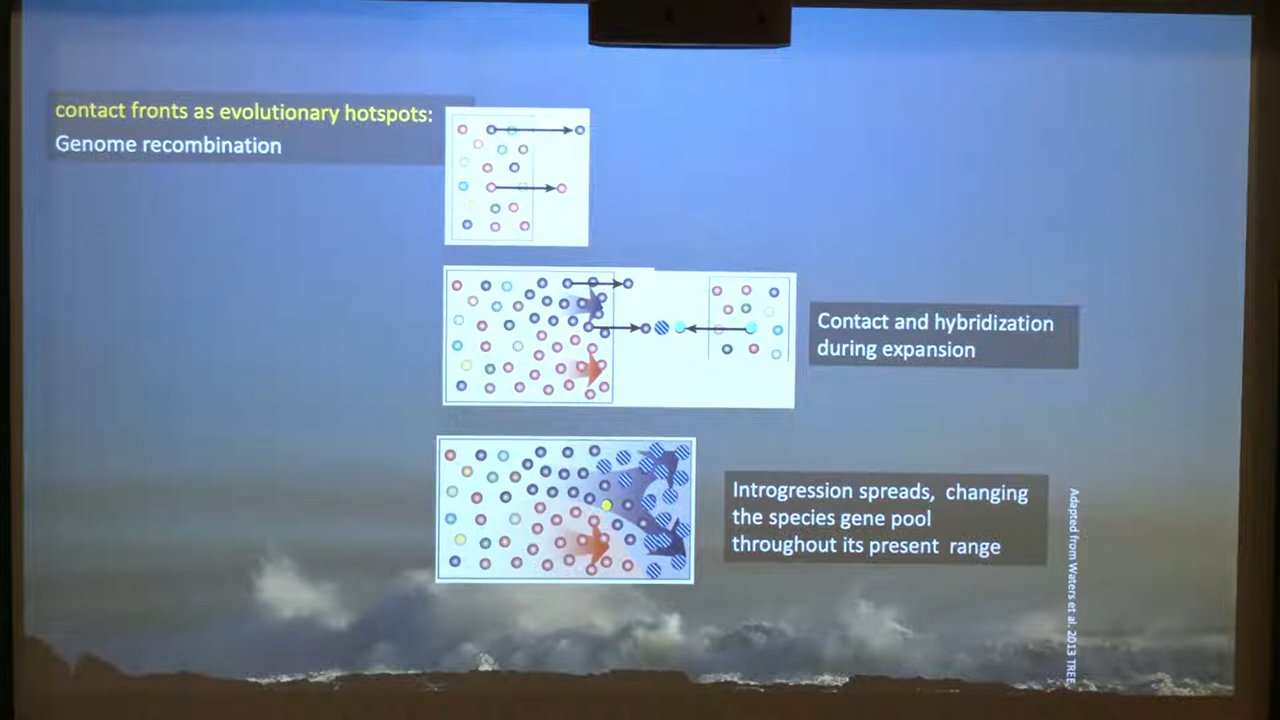 contact fronts as evolutionary hotspots:
Genome recombination
Contact and hybridization
during expansion
Introgression spreads, changing
the species gene pool
throughout its present range
Adapted from Waters et al. 2013 TREE